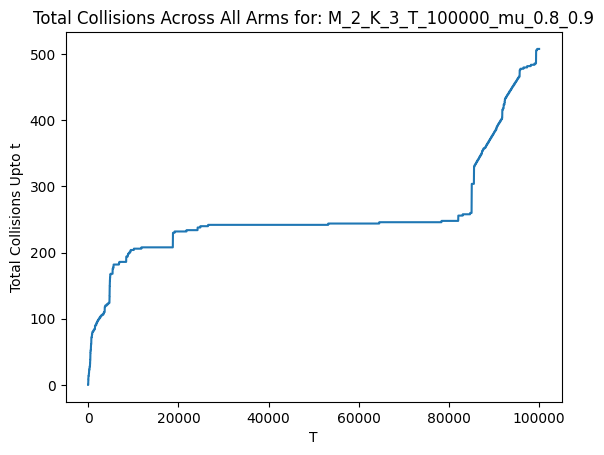 Total Collisions Across All Arms for: M_2_K_3_T_100000_mu_0.8_0.9
500
400
300
200
100
0
Total Collisions Upto t
0 20000 40000 60000 80000 100000
T